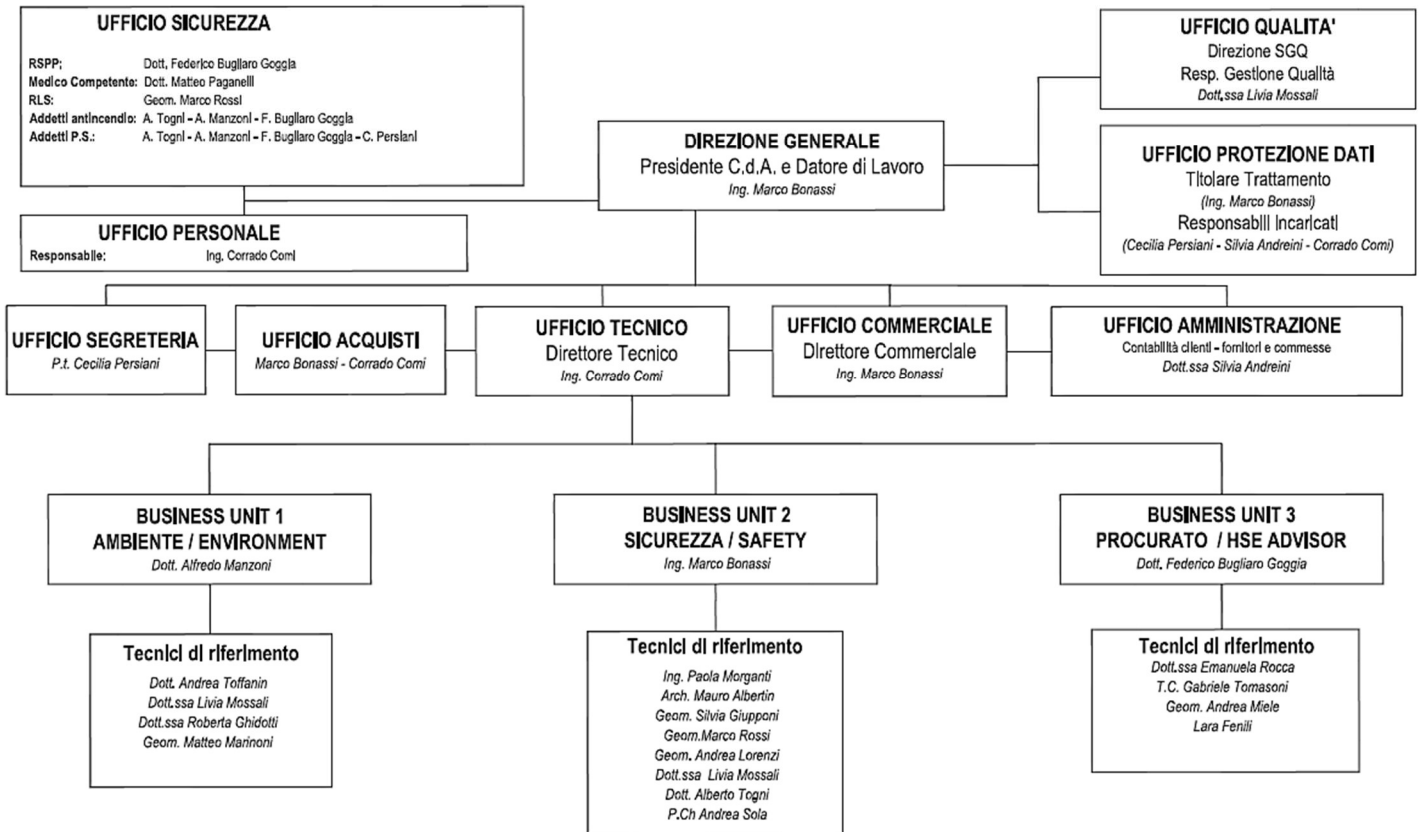 UFFICIO SICUREZZA
RSPP: Dott. Federico Bugliaro Goggia
Medico Competente: Dott. Matteo Paganelli
RLS: Geom. Marco Rossi
Addetti antincendio: A. Togni - A. Manzoni - F. Bugliaro Goggia
Addetti P.S.: A. Togni - A. Manzoni - F. Bugliaro Goggia - C. Persiani
UFFICIO QUALITA'
Direzione SGQ
Resp. Gestione Qualità
Dott.ssa Livia Mossali
DIREZIONE GENERALE
Presidente C.d.A. e Datore di Lavoro
Ing. Marco Bonassi
UFFICIO PROTEZIONE DATI
Titolare Trattamento
(Ing. Marco Bonassi)
Responsabili Incaricati
(Cecilia Persiani - Silvia Andreini - Corrado Comi)
UFFICIO PERSONALE
Responsabile: Ing. Corrado Comi
UFFICIO SEGRETERIA
P.t. Cecilia Persiani
UFFICIO ACQUISTI
Marco Bonassi - Corrado Comi
UFFICIO TECNICO
Direttore Tecnico
Ing. Corrado Comi
UFFICIO COMMERCIALE
Direttore Commerciale
Ing. Marco Bonassi
UFFICIO AMMINISTRAZIONE
Contabilità clienti - fornitori e commesse
Dott.ssa Silvia Andreini
BUSINESS UNIT 1
AMBIENTE / ENVIRONMENT
Dott. Alfredo Manzoni
BUSINESS UNIT 2
SICUREZZA / SAFETY
Ing. Marco Bonassi
BUSINESS UNIT 3
PROCURATO / HSE ADVISOR
Dott. Federico Bugliaro Goggia
Tecnici di riferimento
Dott. Andrea Toffanin
Dott.ssa Livia Mossali
Dott.ssa Roberta Ghidotti
Geom. Matteo Marinoni
Tecnici di riferimento
Ing. Paola Morganti
Arch. Mauro Albertin
Geom. Silvia Giupponi
Geom.Marco Rossi
Geom. Andrea Lorenzi
Dott.ssa Livia Mossali
Dott. Alberto Togni
P.Ch Andrea Sola
Tecnici di riferimento
Dott.ssa Emanuela Rocca
T.C. Gabriele Tomasoni
Geom. Andrea Miele
Lara Fenili